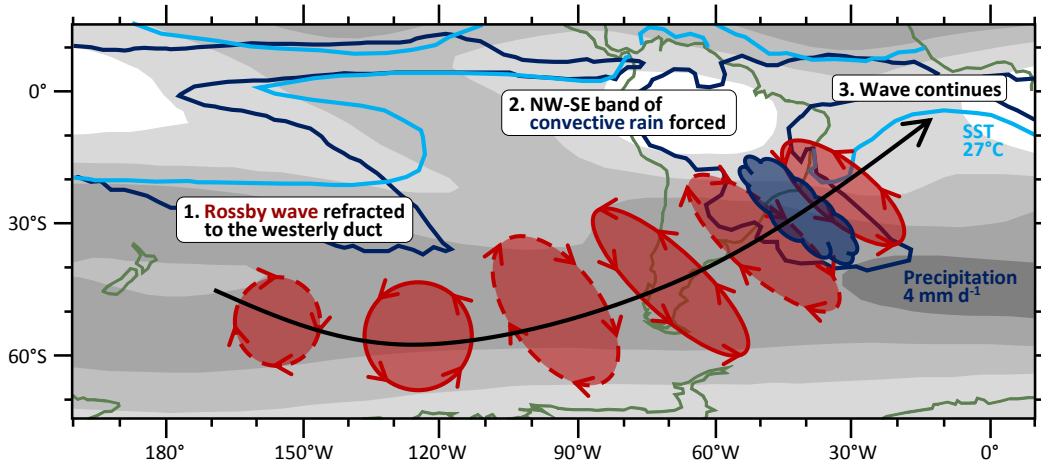 0°
30°S
60°S
1. Rossby wave refracted
to the westerly duct
2. NW-SE band of
convective rain forced
3. Wave continues
SST
27°C
Precipitation
4 mm d⁻¹
180°
150°W
120°W
90°W
60°W
30°W
0°